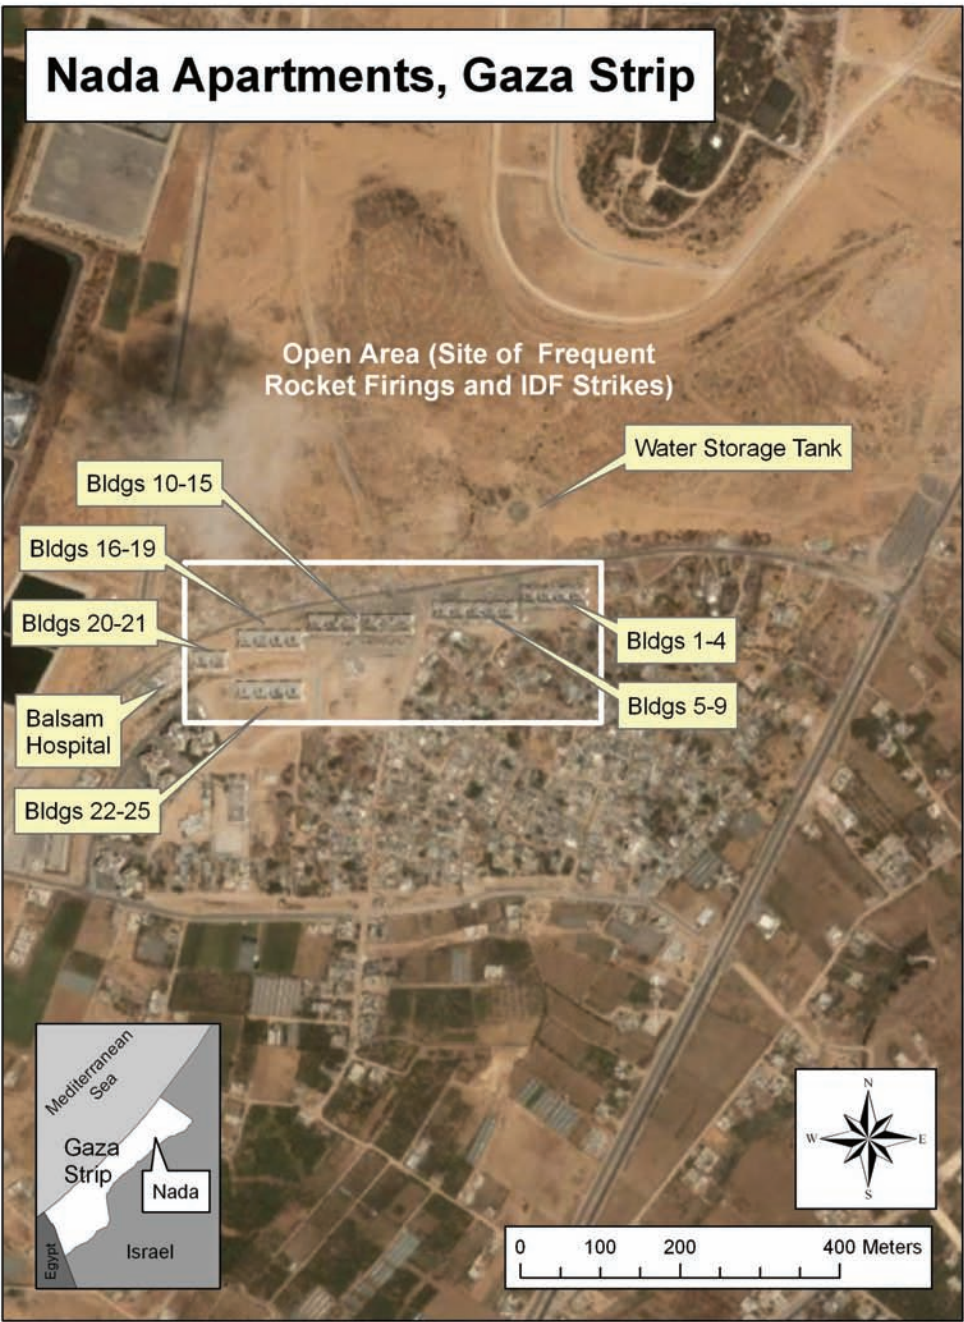 Nada Apartments, Gaza Strip
Open Area (Site of Frequent
Rocket Firings and IDF Strikes)
Water Storage Tank
Bldgs 10-15
Bldgs 16-19
Bldgs 20-21
Bldgs 1-4
Bldgs 5-9
Balsam
Hospital
Bldgs 22-25
Mediterranean
Sea
Gaza
Strip
Nada
Israel
Egypt
N
W
E
S
0 100 200 400 Meters